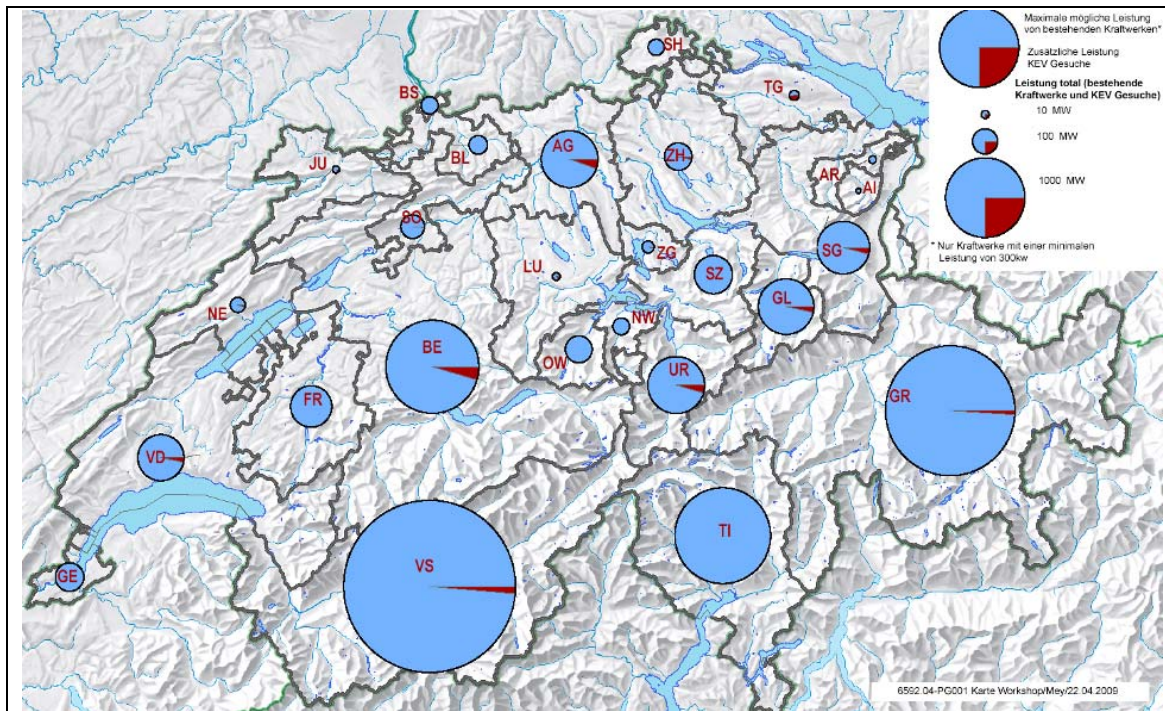 Maximale mögliche Leistung
von bestehenden Kraftwerken*
Zusätzliche Leistung
KEV Gesuche
Leistung total (bestehende
Kraftwerke und KEV Gesuche)
10 MW
100 MW
1000 MW
* Nur Kraftwerke mit einer minimalen
Leistung von 300kw
SH
BS
TG
JU
BL
AG
ZH
AR
AI
SO
LU
ZG
SZ
SG
NE
NW
GL
BE
OW
UR
FR
GR
VD
TI
VS
GE
6592.04-PG001 Karte Workshop/Mey/22.04.2009